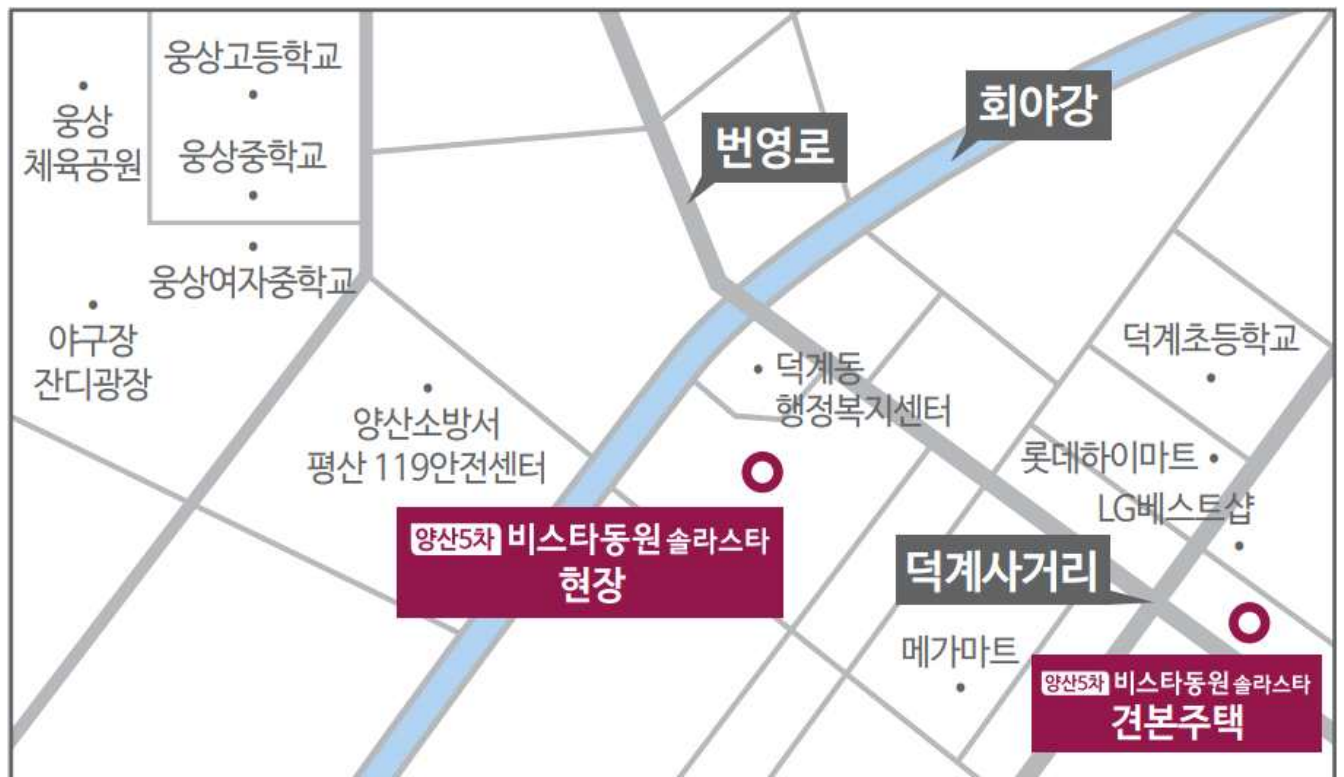 웅상고등학교
웅상
체육공원
웅상중학교
웅상여자중학교
야구장
잔디광장
번영로
회야강
덕계초등학교
덕계동
행정복지센터
양산소방서
평산 119안전센터
롯데하이마트
LG베스트샵
양산5차 비스타동원 솔라스타
현장
덕계사거리
메가마트
양산5차 비스타동원 솔라스타
견본주택